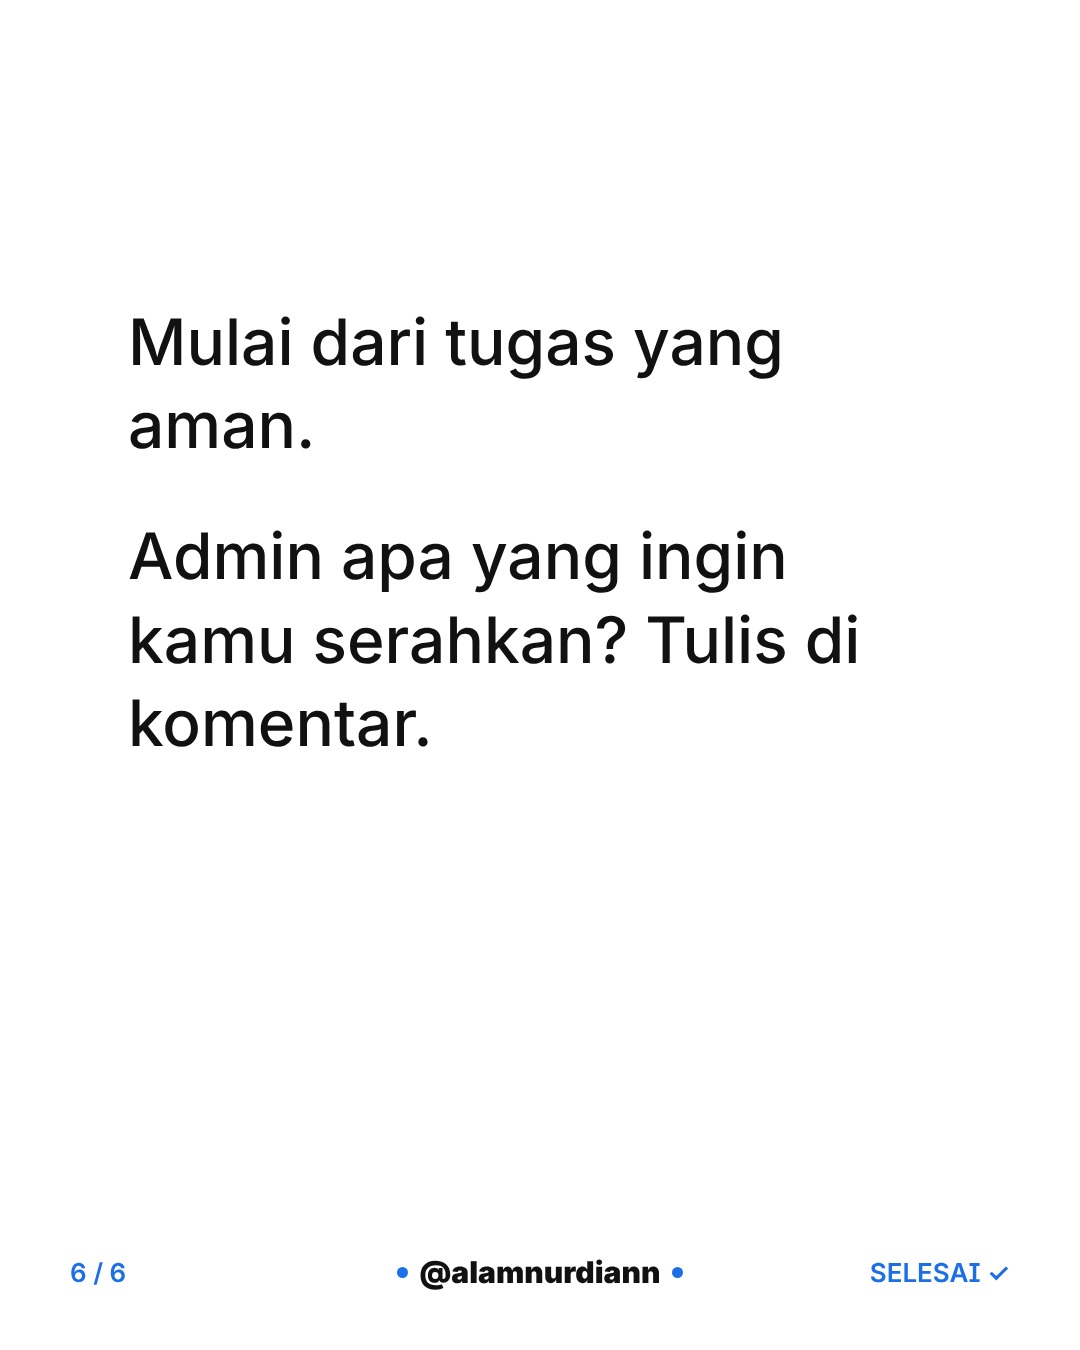 Mulai dari tugas yang
aman.
Admin apa yang ingin
kamu serahkan? Tulis di
komentar.
6 / 6
• @alamnurdiann •
SELESAI ✓